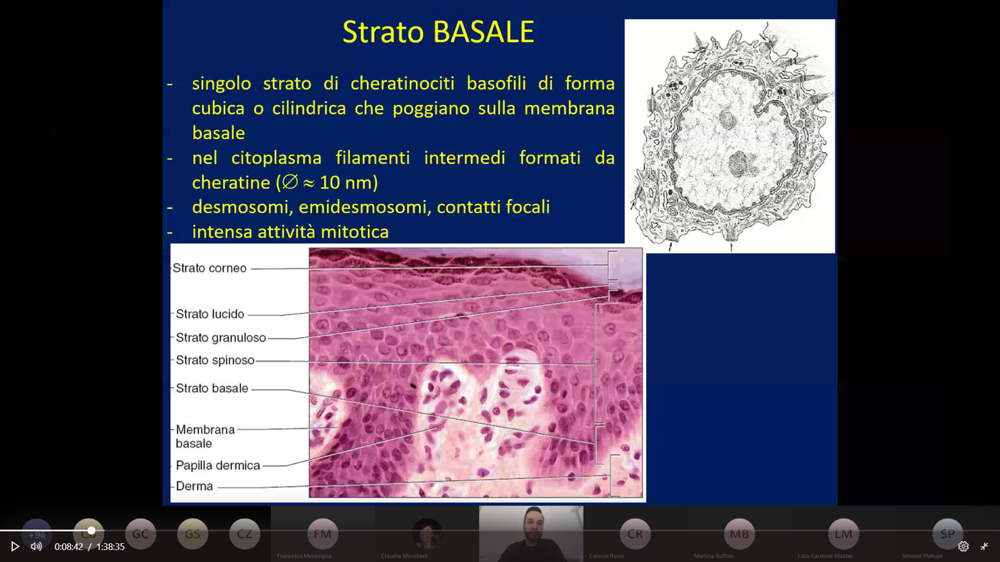 Strato BASALE
- singolo strato di cheratinociti basofili di forma
cubica o cilindrica che poggiano sulla membrana
basale
- nel citoplasma filamenti intermedi formati da
cheratine (∅ ≈ 10 nm)
- desmosomi, emidesmosomi, contatti focali
- intensa attività mitotica
Strato corneo
Strato lucido
Strato granuloso
Strato spinoso
Strato basale
Membrana
basale
Papilla dermica
Derma
+96
CB
GC
GS
CZ
FM
CR
MB
LM
SP
0:08:42 / 1:38:35
Francesca Meraviglia
Claudia Moscheni
Celeste Rossi
Martina Buffon
Luca Carmine Mazzei
Simone Plebani